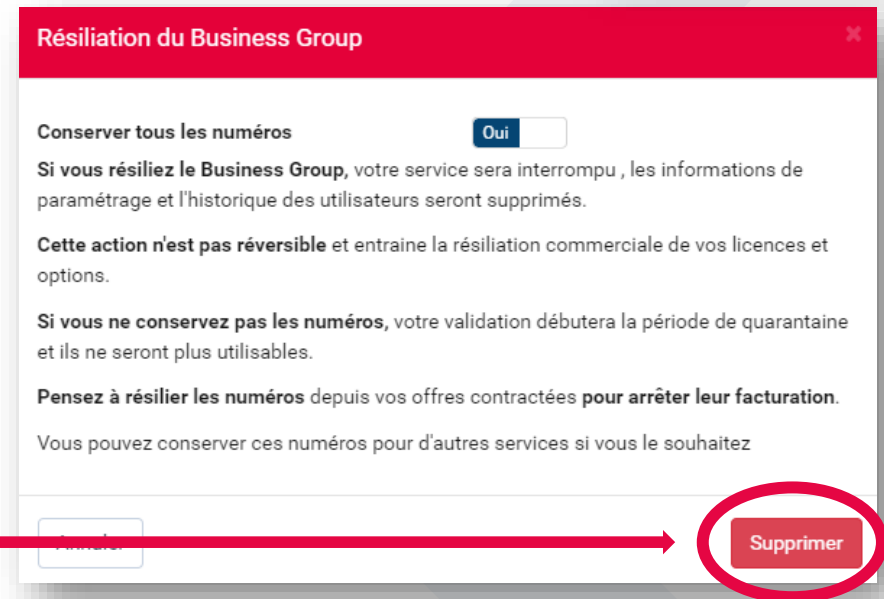 Résiliation du Business Group
×
Conserver tous les numéros
Oui
Si vous résiliez le Business Group, votre service sera interrompu , les informations de
paramétrage et l'historique des utilisateurs seront supprimés.
Cette action n'est pas réversible et entraine la résiliation commerciale de vos licences et
options.
Si vous ne conservez pas les numéros, votre validation débutera la période de quarantaine
et ils ne seront plus utilisables.
Pensez à résilier les numéros depuis vos offres contractées pour arrêter leur facturation.
Vous pouvez conserver ces numéros pour d'autres services si vous le souhaitez
Supprimer